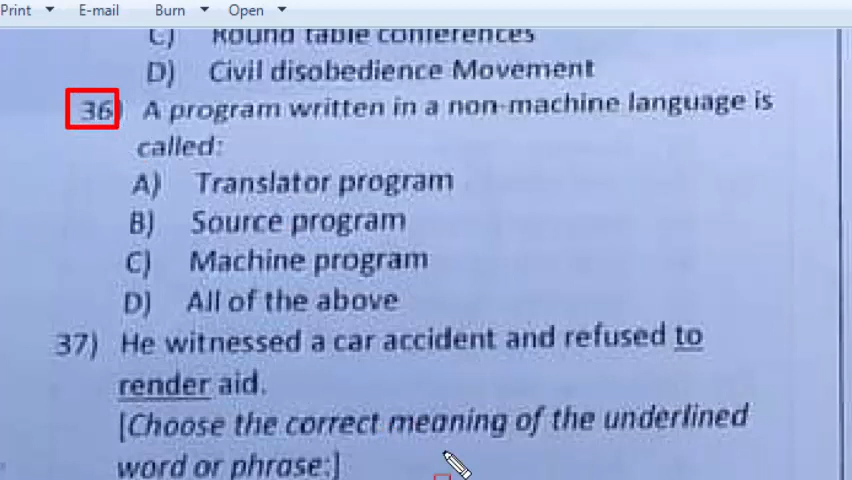 Print E-mail Burn Open
C) Round table conferences
D) Civil disobedience Movement
36) A program written in a non-machine language is
called:
A) Translator program
B) Source program
C) Machine program
D) All of the above
37) He witnessed a car accident and refused to
render aid.
[Choose the correct meaning of the underlined
word or phrase:]